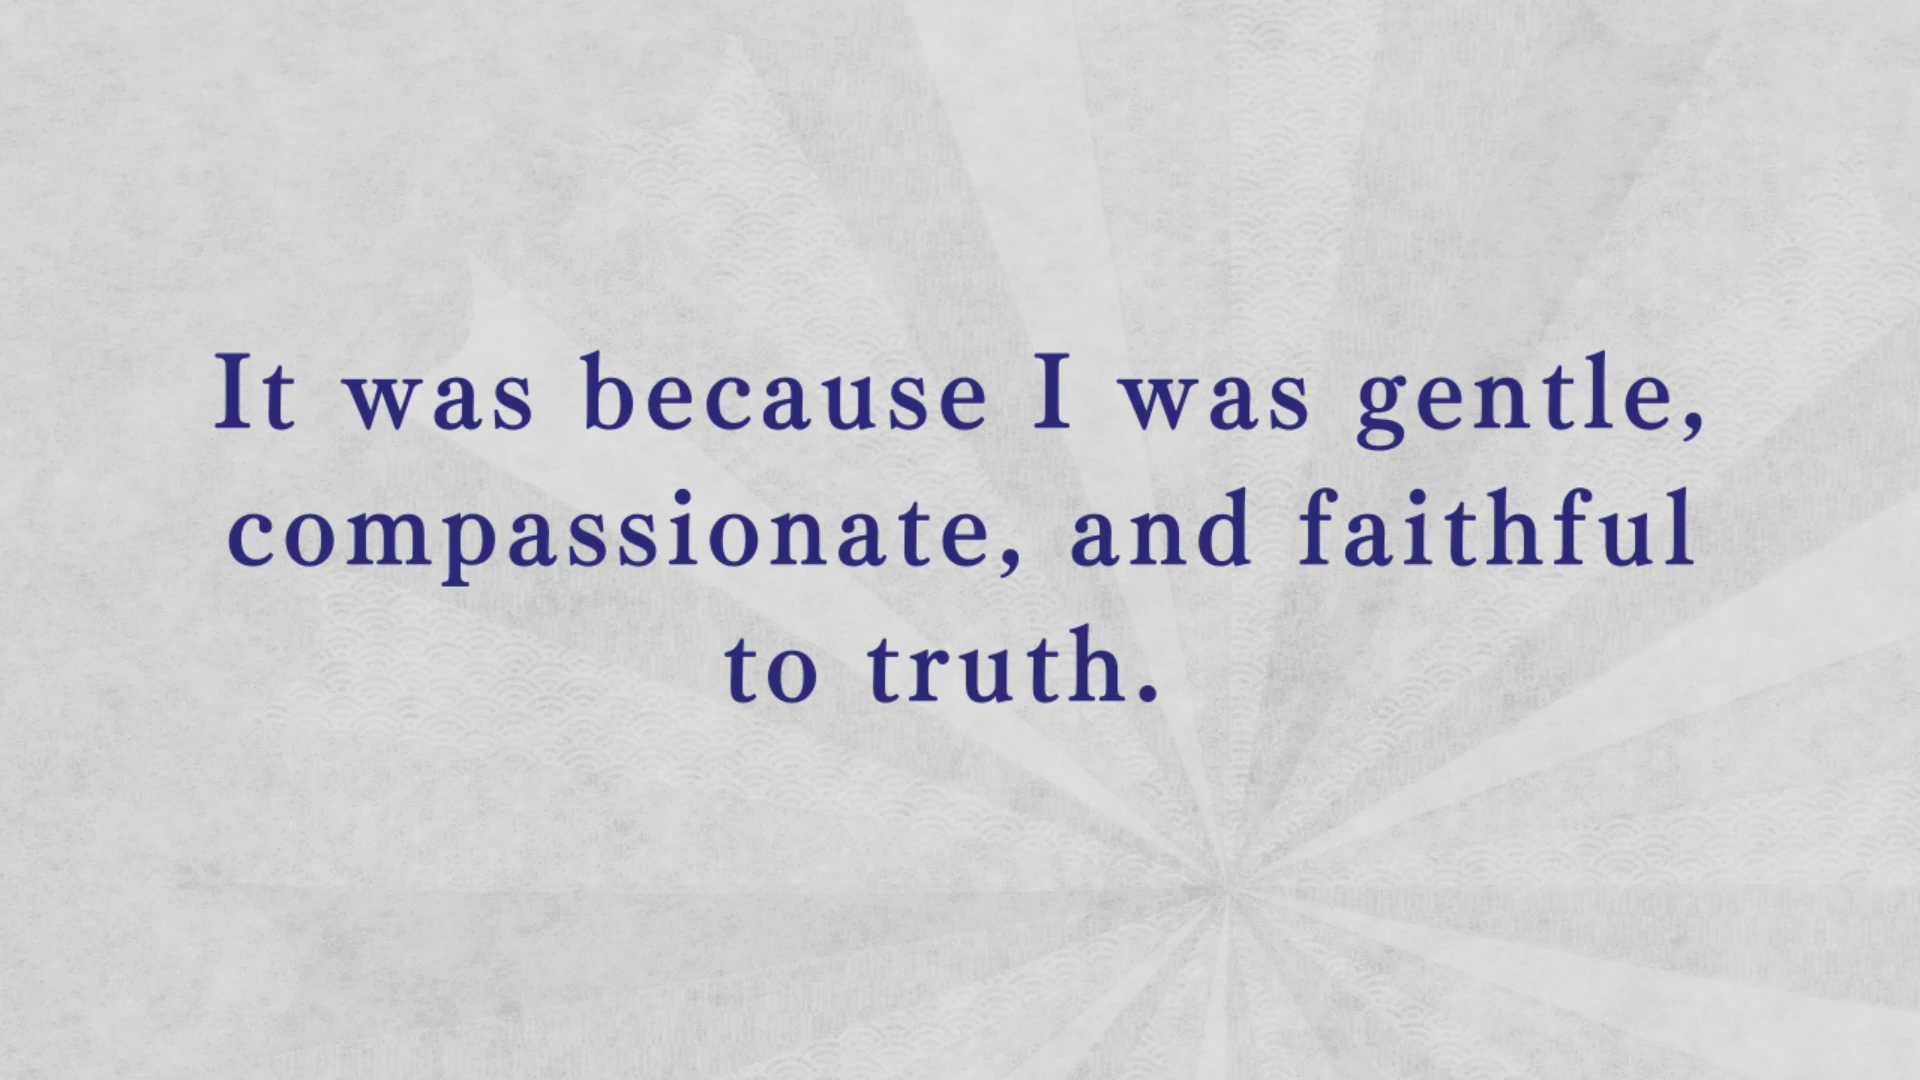 It was because I was gentle,
compassionate, and faithful
to truth.